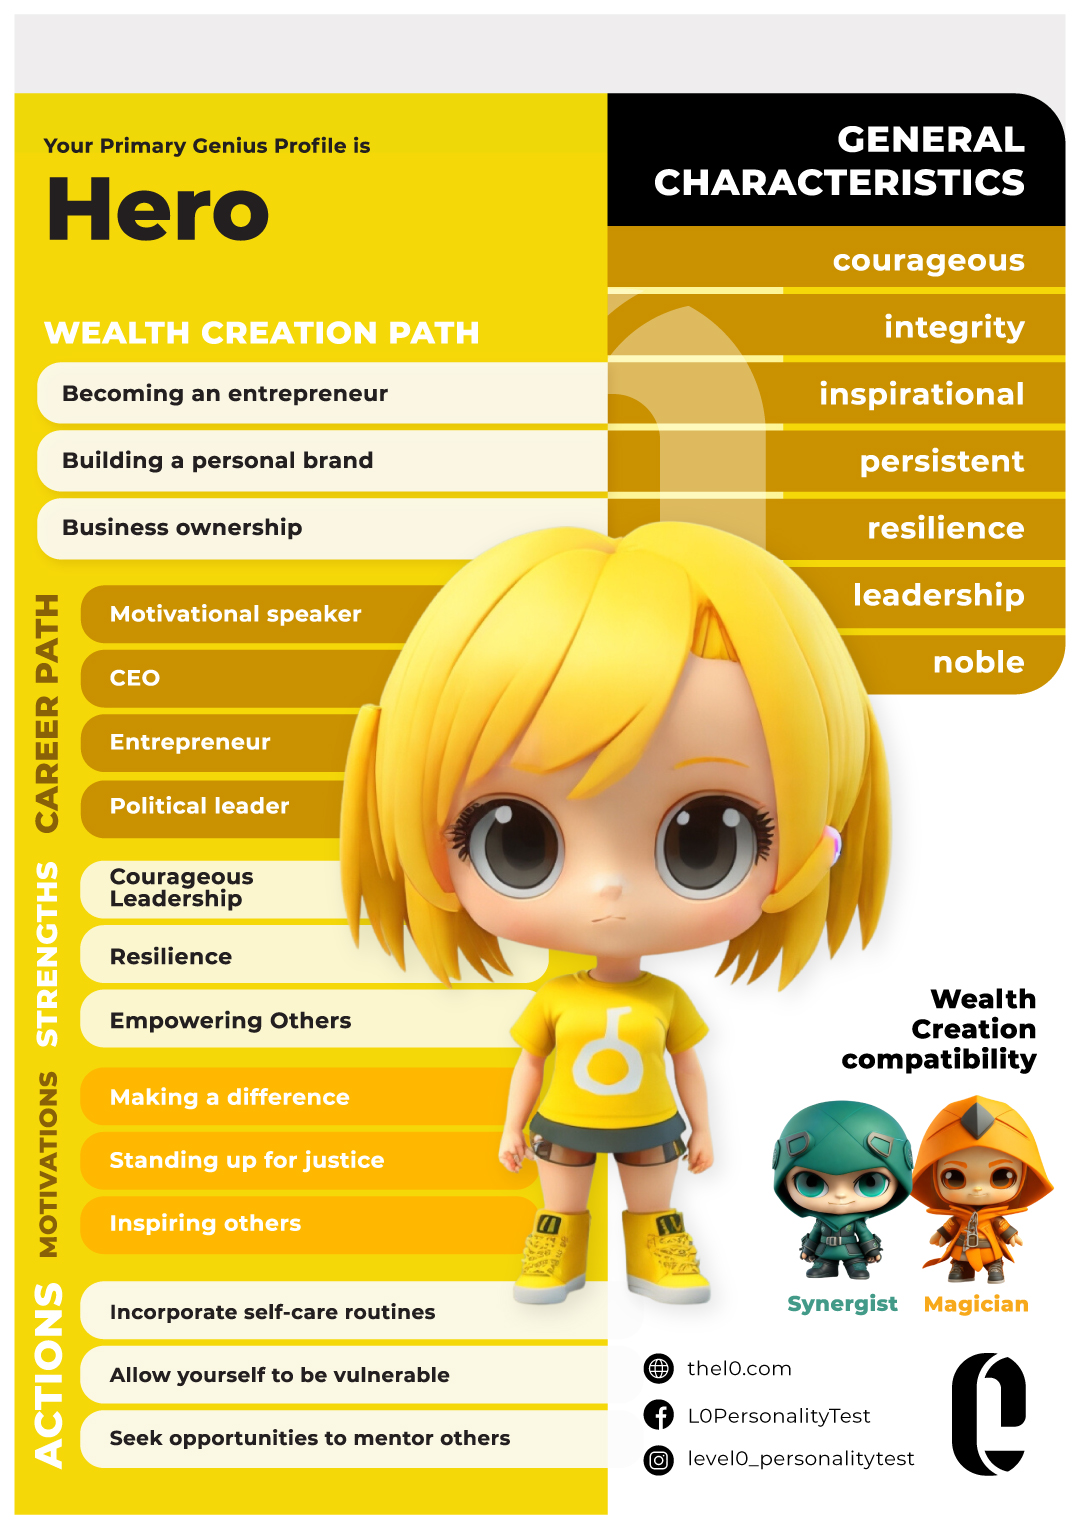 Your Primary Genius Profile is
Hero
WEALTH CREATION PATH
Becoming an entrepreneur
Building a personal brand
Business ownership
CAREER PATH
Motivational speaker
CEO
Entrepreneur
Political leader
STRENGTHS
Courageous
Leadership
Resilience
Empowering Others
MOTIVATIONS
Making a difference
Standing up for justice
Inspiring others
ACTIONS
Incorporate self-care routines
Allow yourself to be vulnerable
Seek opportunities to mentor others
GENERAL
CHARACTERISTICS
courageous
integrity
inspirational
persistent
resilience
leadership
noble
Wealth
Creation
compatibility
Synergist
Magician
thel0.com
L0PersonalityTest
level0_personalitytest